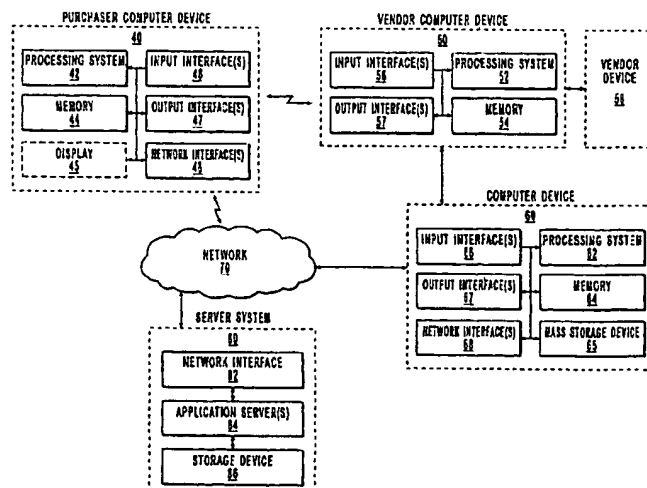 PURCHASER COMPUTER DEVICE
40
PROCESSING SYSTEM
42
INPUT INTERFACE(S)
46
MEMORY
44
OUTPUT INTERFACE(S)
47
DISPLAY
45
NETWORK INTERFACE(S)
48
VENDOR COMPUTER DEVICE
50
INPUT INTERFACE(S)
56
PROCESSING SYSTEM
52
OUTPUT INTERFACE(S)
57
MEMORY
54
VENDOR
DEVICE
58
COMPUTER DEVICE
60
INPUT INTERFACE(S)
66
PROCESSING SYSTEM
62
OUTPUT INTERFACE(S)
67
MEMORY
64
NETWORK INTERFACE(S)
68
MASS STORAGE DEVICE
65
NETWORK
70
SERVER SYSTEM
80
NETWORK INTERFACE
82
APPLICATION SERVER(S)
84
STORAGE DEVICE
86